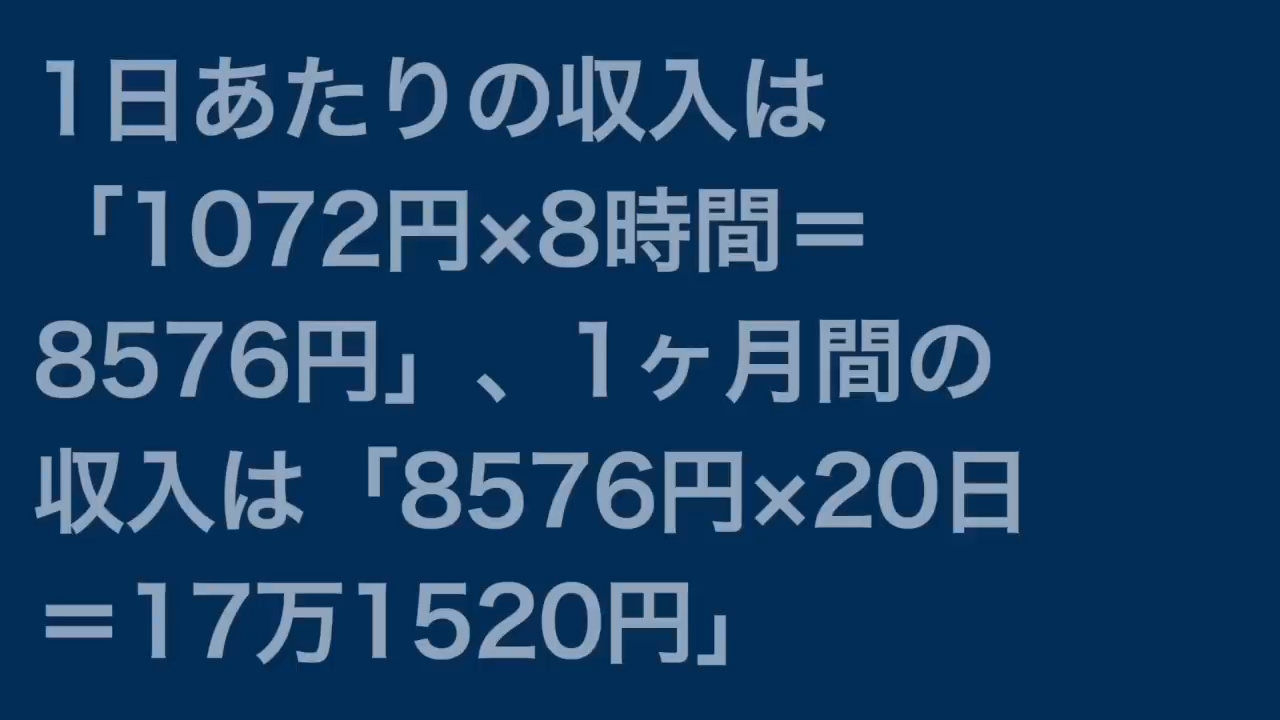 1日あたりの収入は
「1072円×8時間＝
8576円」、1ヶ月間の
収入は「8576円×20日
＝17万1520円」